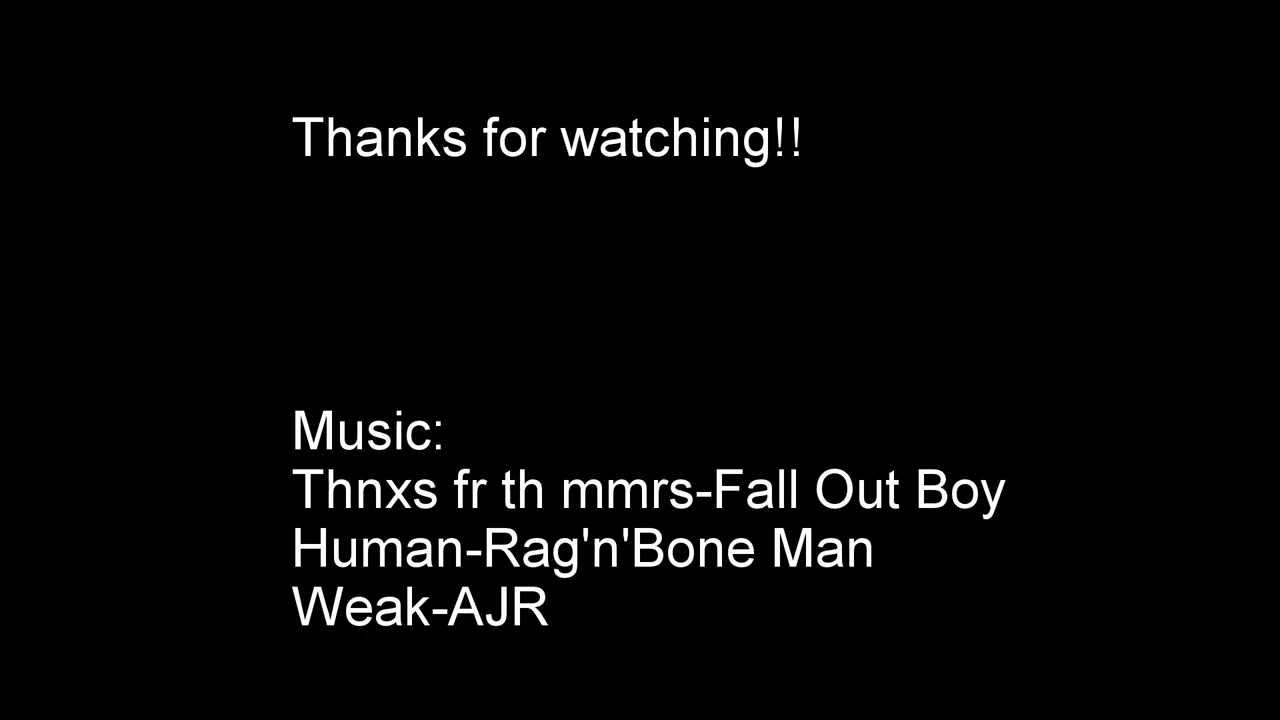 Thanks for watching!!
Music:
Thnxs fr th mmrs-Fall Out Boy
Human-Rag'n'Bone Man
Weak-AJR